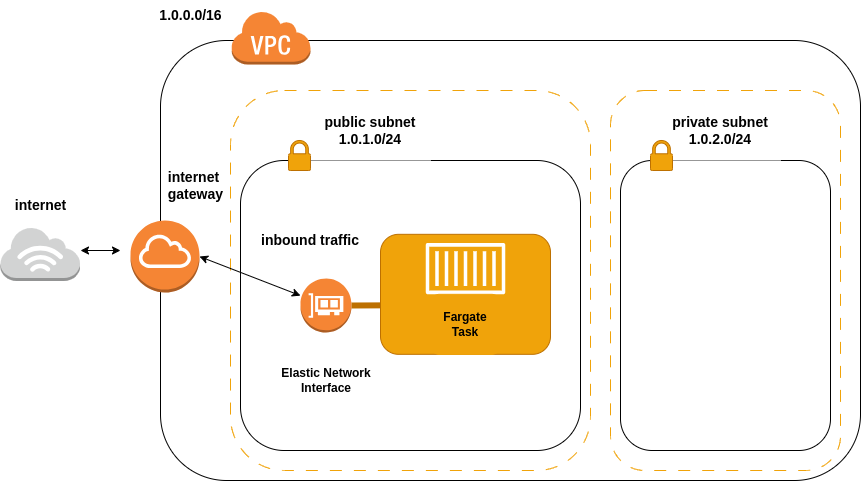 1.0.0.0/16
VPC
public subnet
1.0.1.0/24
private subnet
1.0.2.0/24
internet
gateway
internet
inbound traffic
Fargate
Task
Elastic Network
Interface